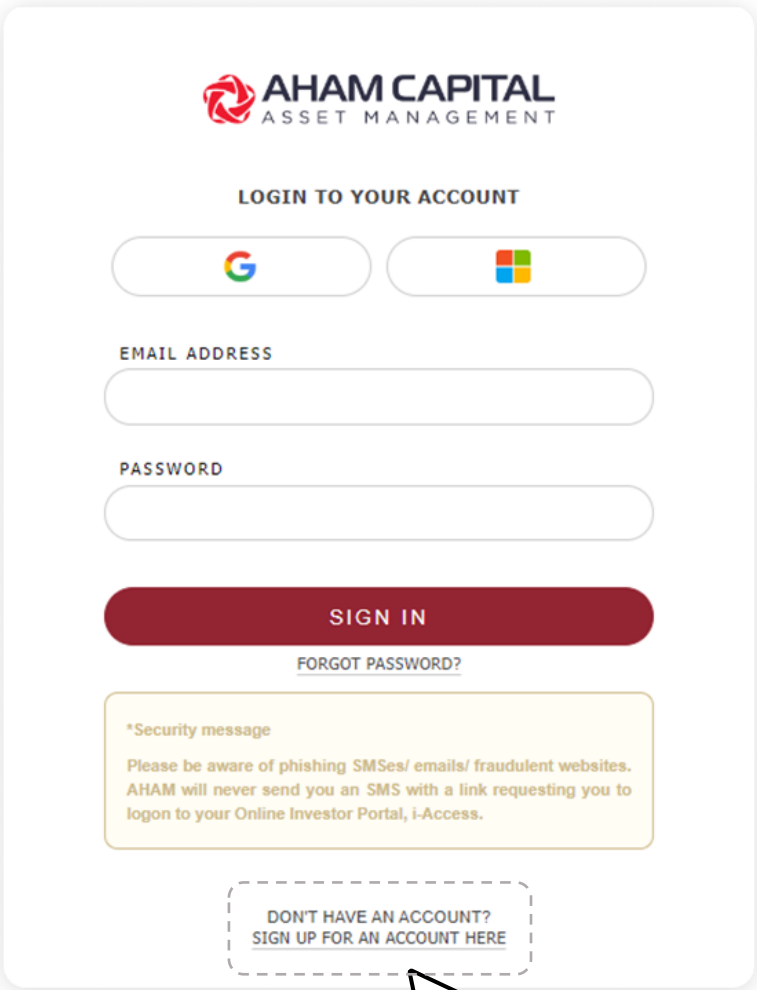 AHAM CAPITAL
ASSET MANAGEMENT
LOGIN TO YOUR ACCOUNT
EMAIL ADDRESS
PASSWORD
SIGN IN
FORGOT PASSWORD?
*Security message
Please be aware of phishing SMSes/ emails/ fraudulent websites.
AHAM will never send you an SMS with a link requesting you to
logon to your Online Investor Portal, i-Access.
DON'T HAVE AN ACCOUNT?
SIGN UP FOR AN ACCOUNT HERE